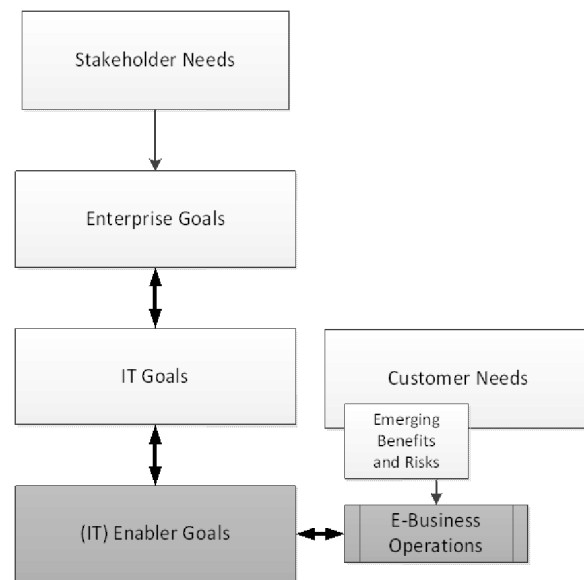 Stakeholder Needs
Enterprise Goals
IT Goals
Customer Needs
Emerging
Benefits
and Risks
(IT) Enabler Goals
E-Business
Operations